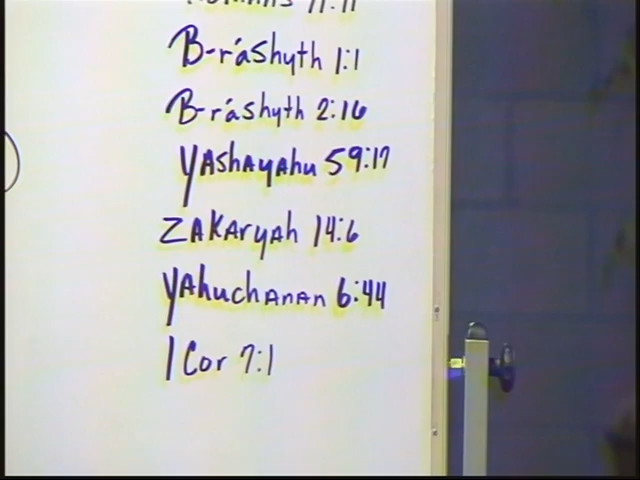 B-ráshyth 1:1
B-ráshyth 2:16
YAshAyAhu 59:17
ZAKAryAh 14:6
YAhuchANAN 6:44
1 Cor 7:1